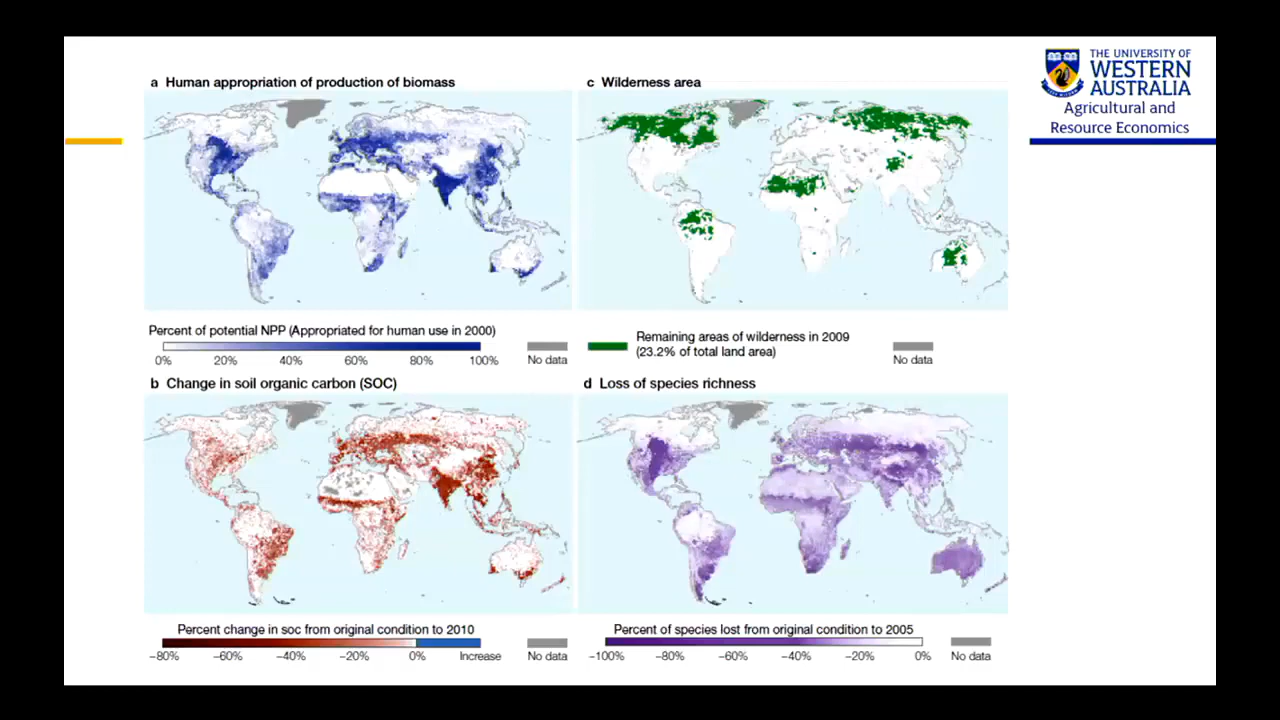 THE UNIVERSITY OF
WESTERN
AUSTRALIA
Agricultural and
Resource Economics
a Human appropriation of production of biomass
Percent of potential NPP (Appropriated for human use in 2000)
0% 20% 40% 60% 80% 100% No data
c Wilderness area
Remaining areas of wilderness in 2009
(23.2% of total land area)
No data
b Change in soil organic carbon (SOC)
Percent change in soc from original condition to 2010
−80% −60% −40% −20% 0% Increase No data
d Loss of species richness
Percent of species lost from original condition to 2005
−100% −80% −60% −40% −20% 0% No data